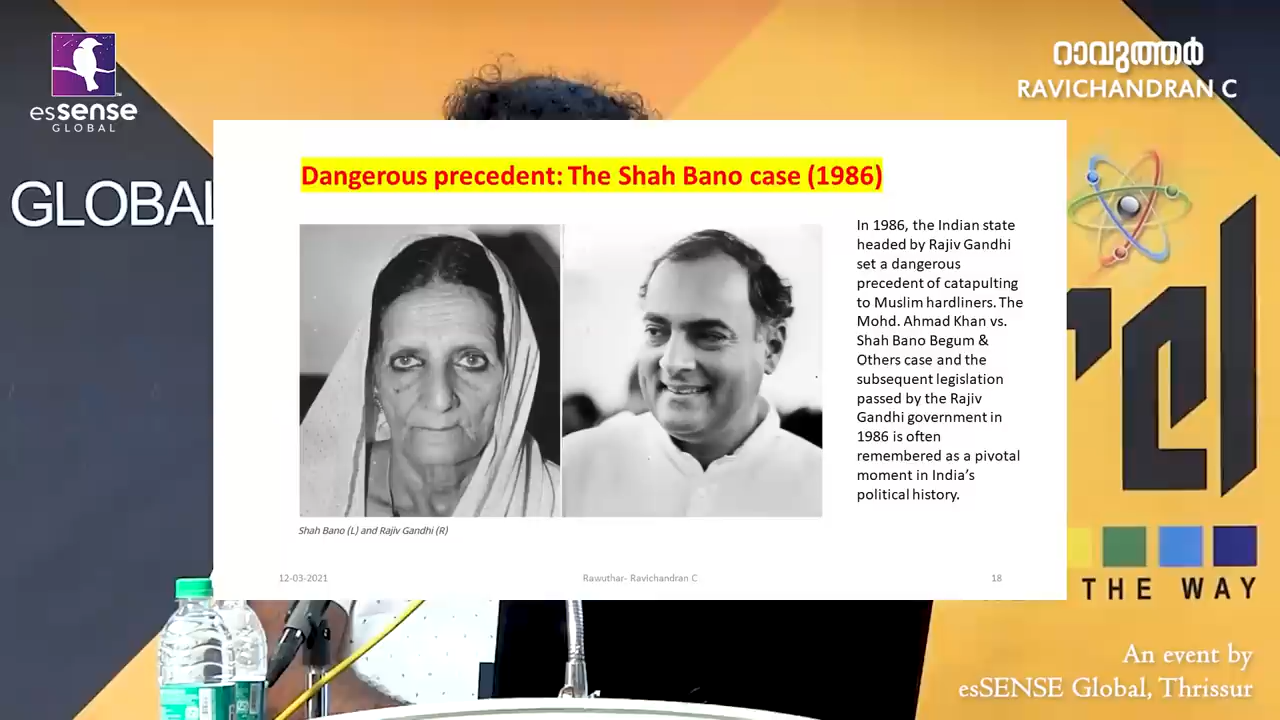 esSENSE
GLOBAL
റാവുത്തർ
RAVICHANDRAN C
GLOBAL
Dangerous precedent: The Shah Bano case (1986)
In 1986, the Indian state
headed by Rajiv Gandhi
set a dangerous
precedent of catapulting
to Muslim hardliners. The
Mohd. Ahmad Khan vs.
Shah Bano Begum &
Others case and the
subsequent legislation
passed by the Rajiv
Gandhi government in
1986 is often
remembered as a pivotal
moment in India's
political history.
Shah Bano (L) and Rajiv Gandhi (R)
12-03-2021
Rawuthar- Ravichandran C
18
THE WAY
An event by
esSENSE Global, Thrissur